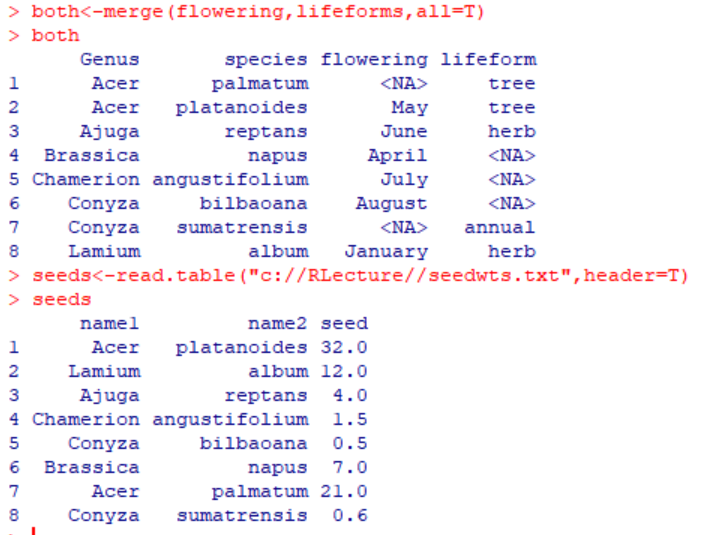 > both<-merge(flowering,lifeforms,all=T)
> both
      Genus       species flowering lifeform
1      Acer      palmatum      <NA>     tree
2      Acer   platanoides       May     tree
3     Ajuga       reptans      June     herb
4  Brassica         napus     April     <NA>
5 Chamerion angustifolium      July     <NA>
6    Conyza     bilbaoana    August     <NA>
7    Conyza   sumatrensis      <NA>   annual
8    Lamium         album   January     herb
> seeds<-read.table("c://RLecture//seedwts.txt",header=T)
> seeds
      name1         name2 seed
1      Acer   platanoides 32.0
2    Lamium         album 12.0
3     Ajuga       reptans  4.0
4 Chamerion angustifolium  1.5
5    Conyza     bilbaoana  0.5
6  Brassica         napus  7.0
7      Acer      palmatum 21.0
8    Conyza   sumatrensis  0.6